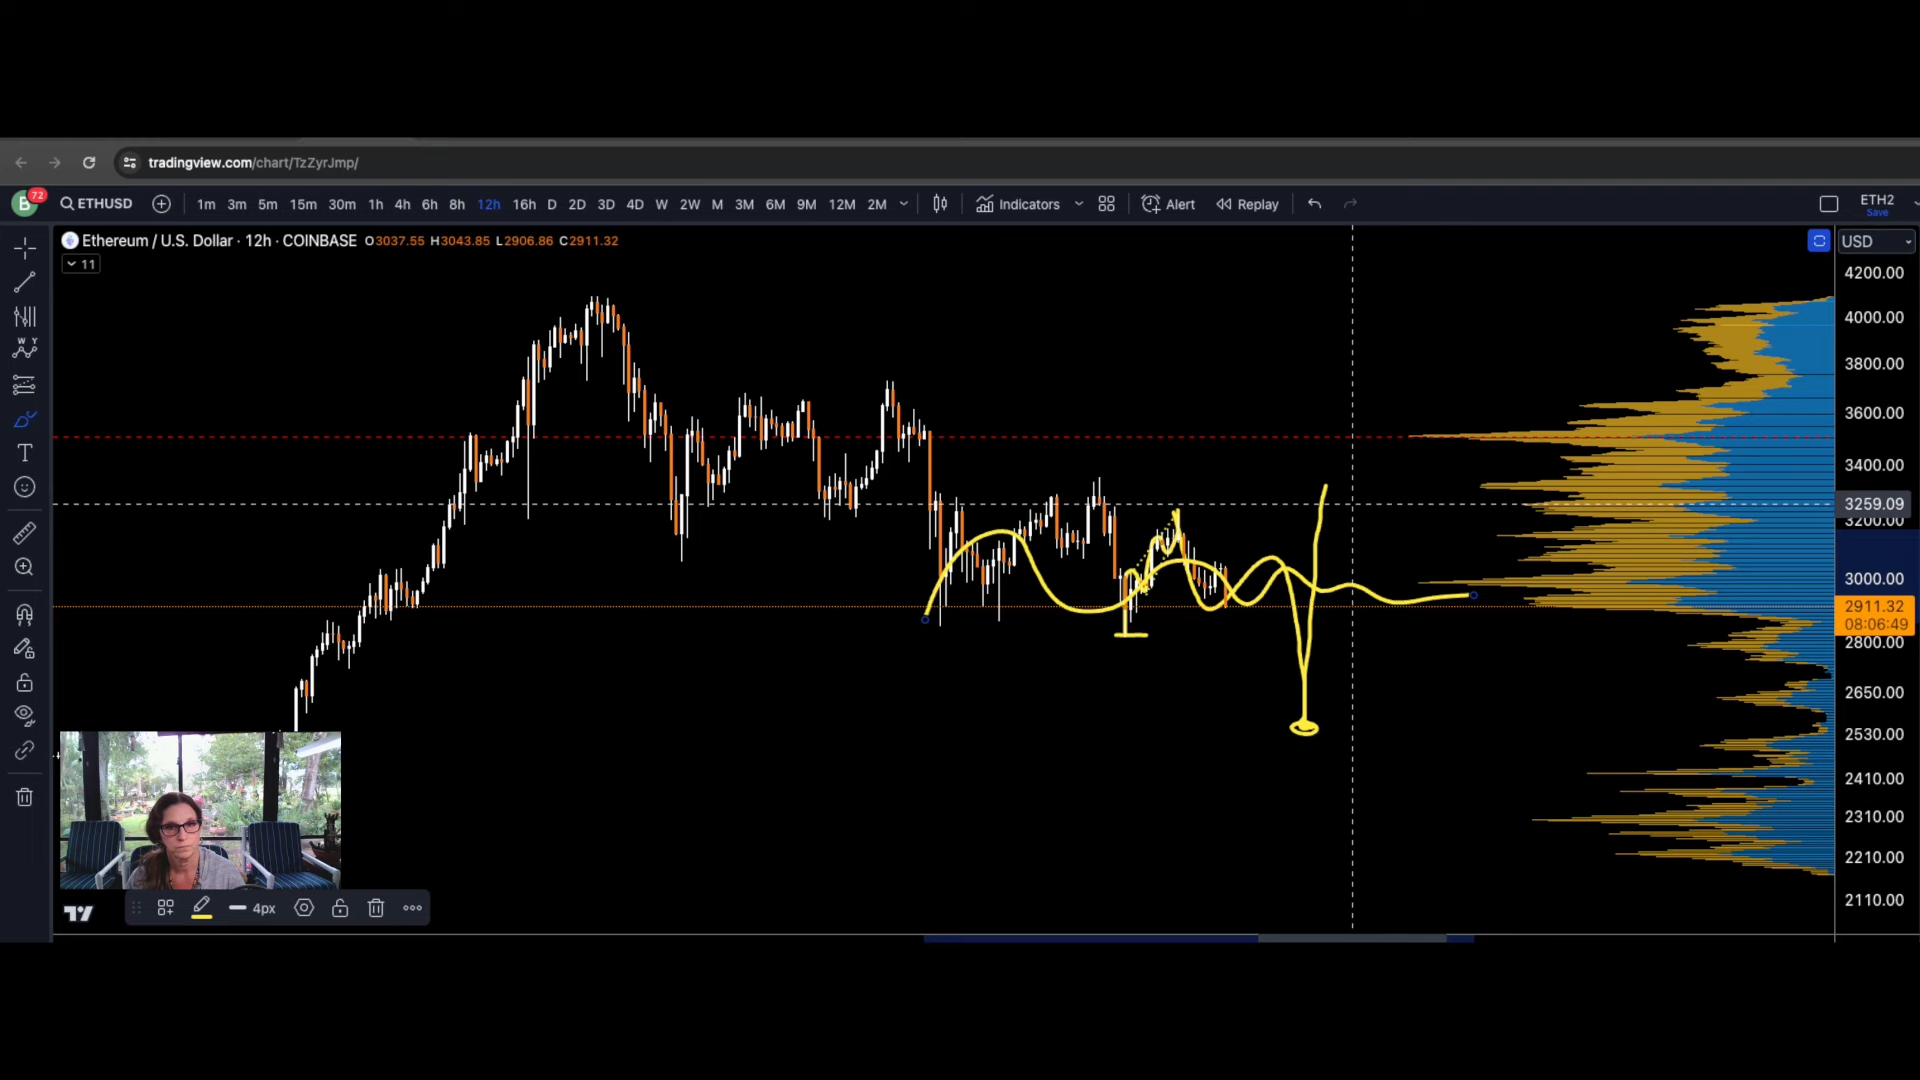 tradingview.com/chart/TzZyrJmp/
B 72 ETHUSD 1m 3m 5m 15m 30m 1h 4h 6h 8h 12h 16h D 2D 3D 4D W 2W M 3M 6M 9M 12M 2M Indicators Alert Replay ETH2
Save
Ethereum / U.S. Dollar · 12h · COINBASE O3037.55 H3043.85 L2906.86 C2911.32
USD
11
W Y
T
4200.00
4000.00
3800.00
3600.00
3400.00
3259.09
3200.00
3000.00
2911.32
08:06:49
2800.00
2650.00
2530.00
2410.00
2310.00
2210.00
2110.00
4px